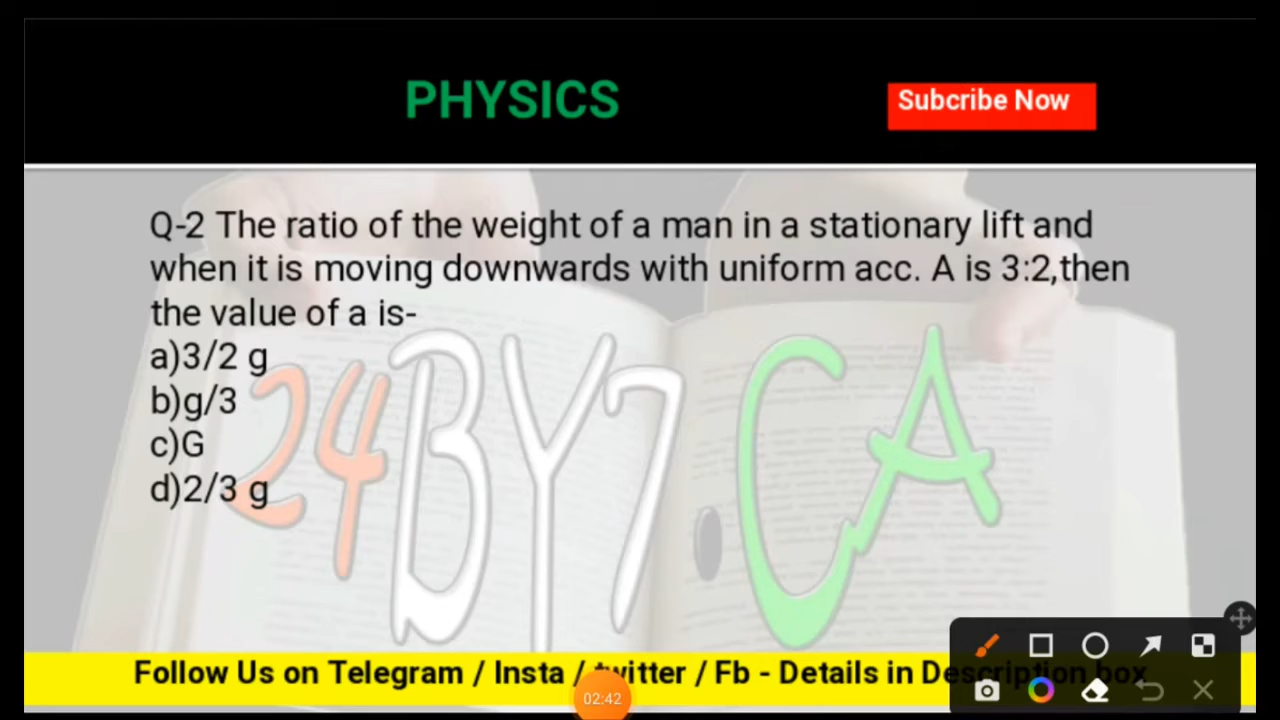 PHYSICS
Subcribe Now
Q-2 The ratio of the weight of a man in a stationary lift and
when it is moving downwards with uniform acc. A is 3:2,then
the value of a is-
a)3/2 g
b)g/3
c)G
d)2/3 g
24BY7.CA
Follow Us on Telegram / Insta / twitter / Fb - Details in Description box
02:42